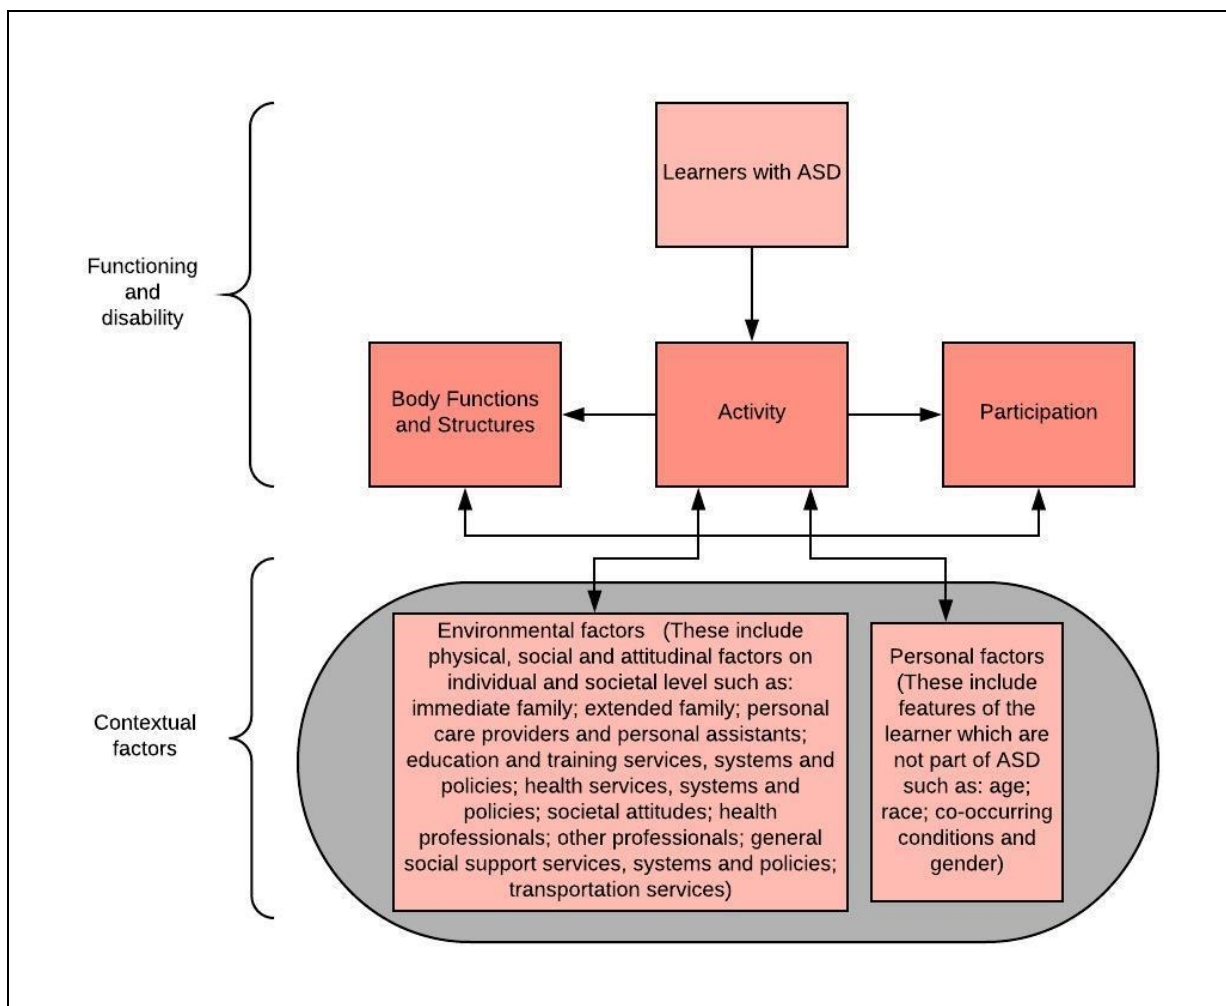 Learners with ASD
Functioning
and
disability
Body Functions
and Structures
Activity
Participation
Contextual
factors
Environmental factors   (These include
physical, social and attitudinal factors on
individual and societal level such as:
immediate family; extended family; personal
care providers and personal assistants;
education and training services, systems and
policies; health services, systems and
policies; societal attitudes; health
professionals; other professionals; general
social support services, systems and policies;
transportation services)
Personal factors
(These include
features of the
learner which are
not part of ASD
such as: age;
race; co-occurring
conditions and
gender)